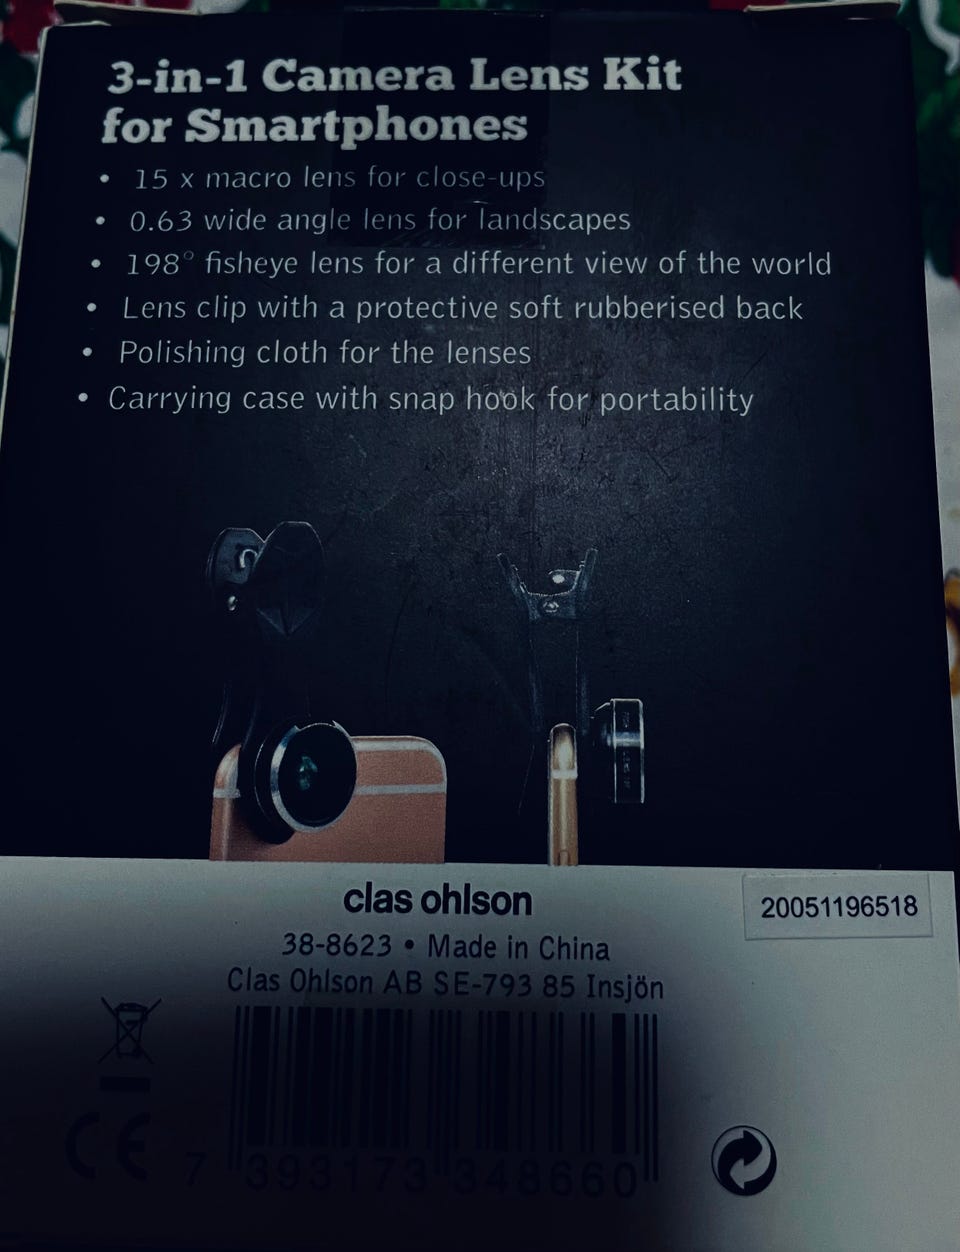 3-in-1 Camera Lens Kit
for Smartphones
• 15 x macro lens for close-ups
• 0.63 wide angle lens for landscapes
• 198° fisheye lens for a different view of the world
• Lens clip with a protective soft rubberised back
• Polishing cloth for the lenses
• Carrying case with snap hook for portability
clas ohlson
20051196518
38-8623 • Made in China
Clas Ohlson AB SE-793 85 Insjön
CE
7 393173 348660